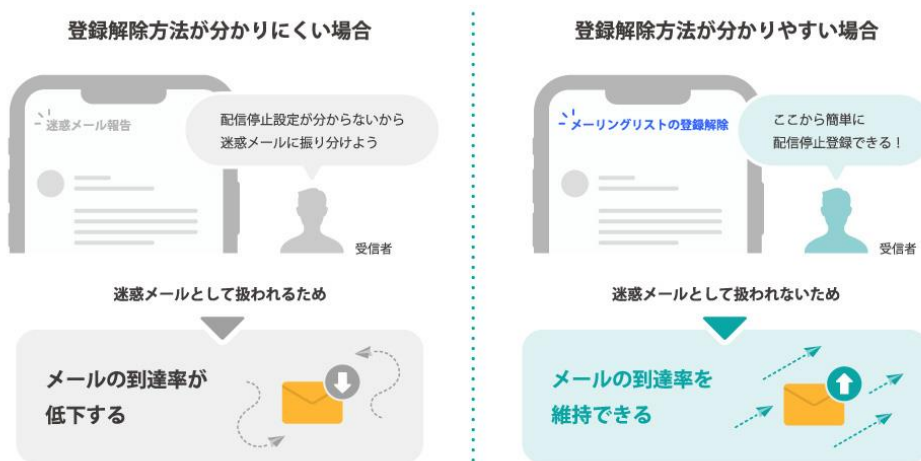 登録解除方法が分かりにくい場合
迷惑メール報告
配信停止設定が分からないから
迷惑メールに振り分けよう
受信者
迷惑メールとして扱われるため
メールの到達率が
低下する
登録解除方法が分かりやすい場合
メーリングリストの登録解除
ここから簡単に
配信停止登録できる！
受信者
迷惑メールとして扱われないため
メールの到達率を
維持できる